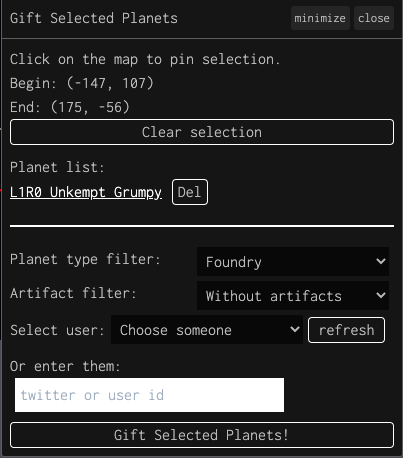 Gift Selected Planets minimize close
Click on the map to pin selection.
Begin: (-147, 107)
End: (175, -56)
Clear selection
Planet list:
L1R0 Unkempt Grumpy Del
Planet type filter: Foundry
Artifact filter: Without artifacts
Select user: Choose someone refresh
Or enter them:
twitter or user id
Gift Selected Planets!